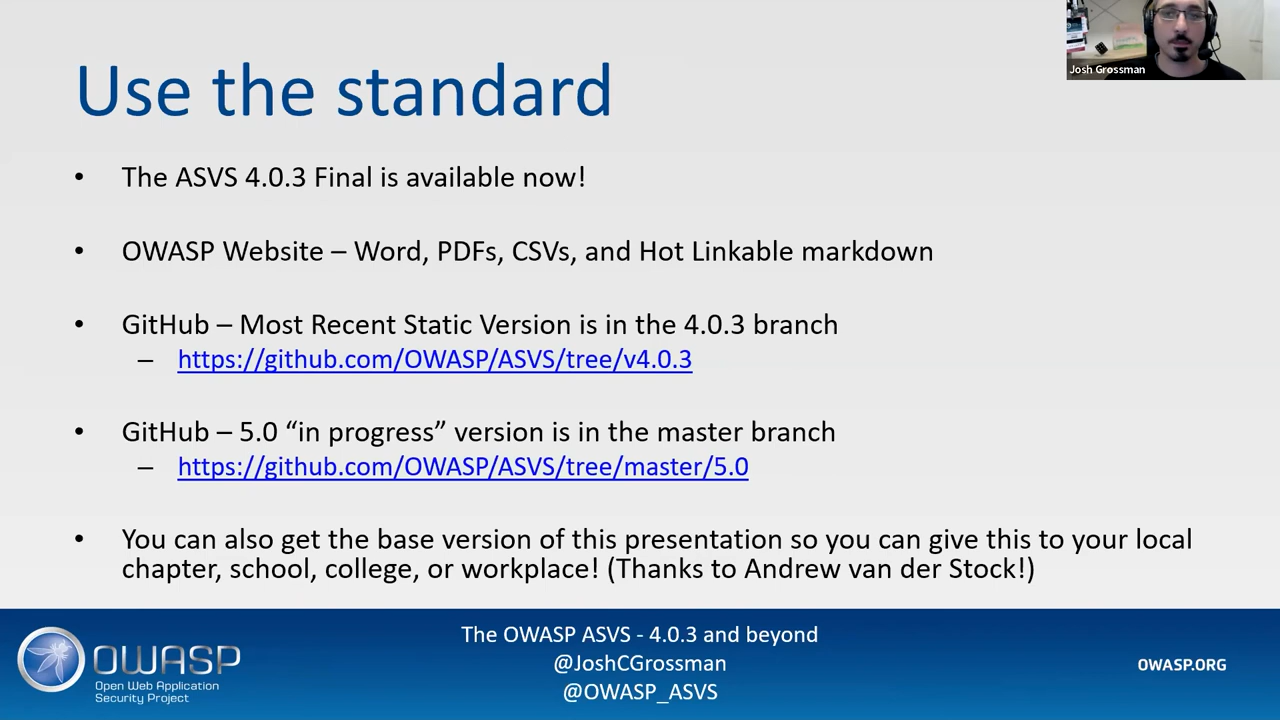 Josh Grossman
Use the standard
• The ASVS 4.0.3 Final is available now!
• OWASP Website – Word, PDFs, CSVs, and Hot Linkable markdown
• GitHub – Most Recent Static Version is in the 4.0.3 branch
– https://github.com/OWASP/ASVS/tree/v4.0.3
• GitHub – 5.0 “in progress” version is in the master branch
– https://github.com/OWASP/ASVS/tree/master/5.0
• You can also get the base version of this presentation so you can give this to your local
chapter, school, college, or workplace! (Thanks to Andrew van der Stock!)
OWASP
Open Web Application
Security Project
The OWASP ASVS - 4.0.3 and beyond
@JoshCGrossman
@OWASP_ASVS
OWASP.ORG